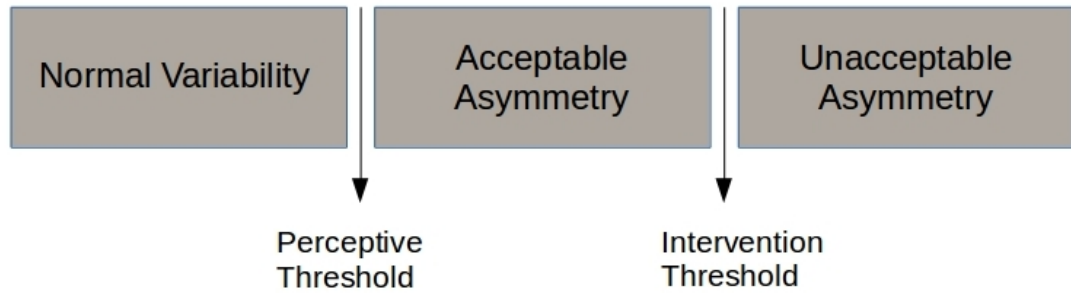 Normal Variability
Acceptable
Asymmetry
Unacceptable
Asymmetry
Perceptive
Threshold
Intervention
Threshold